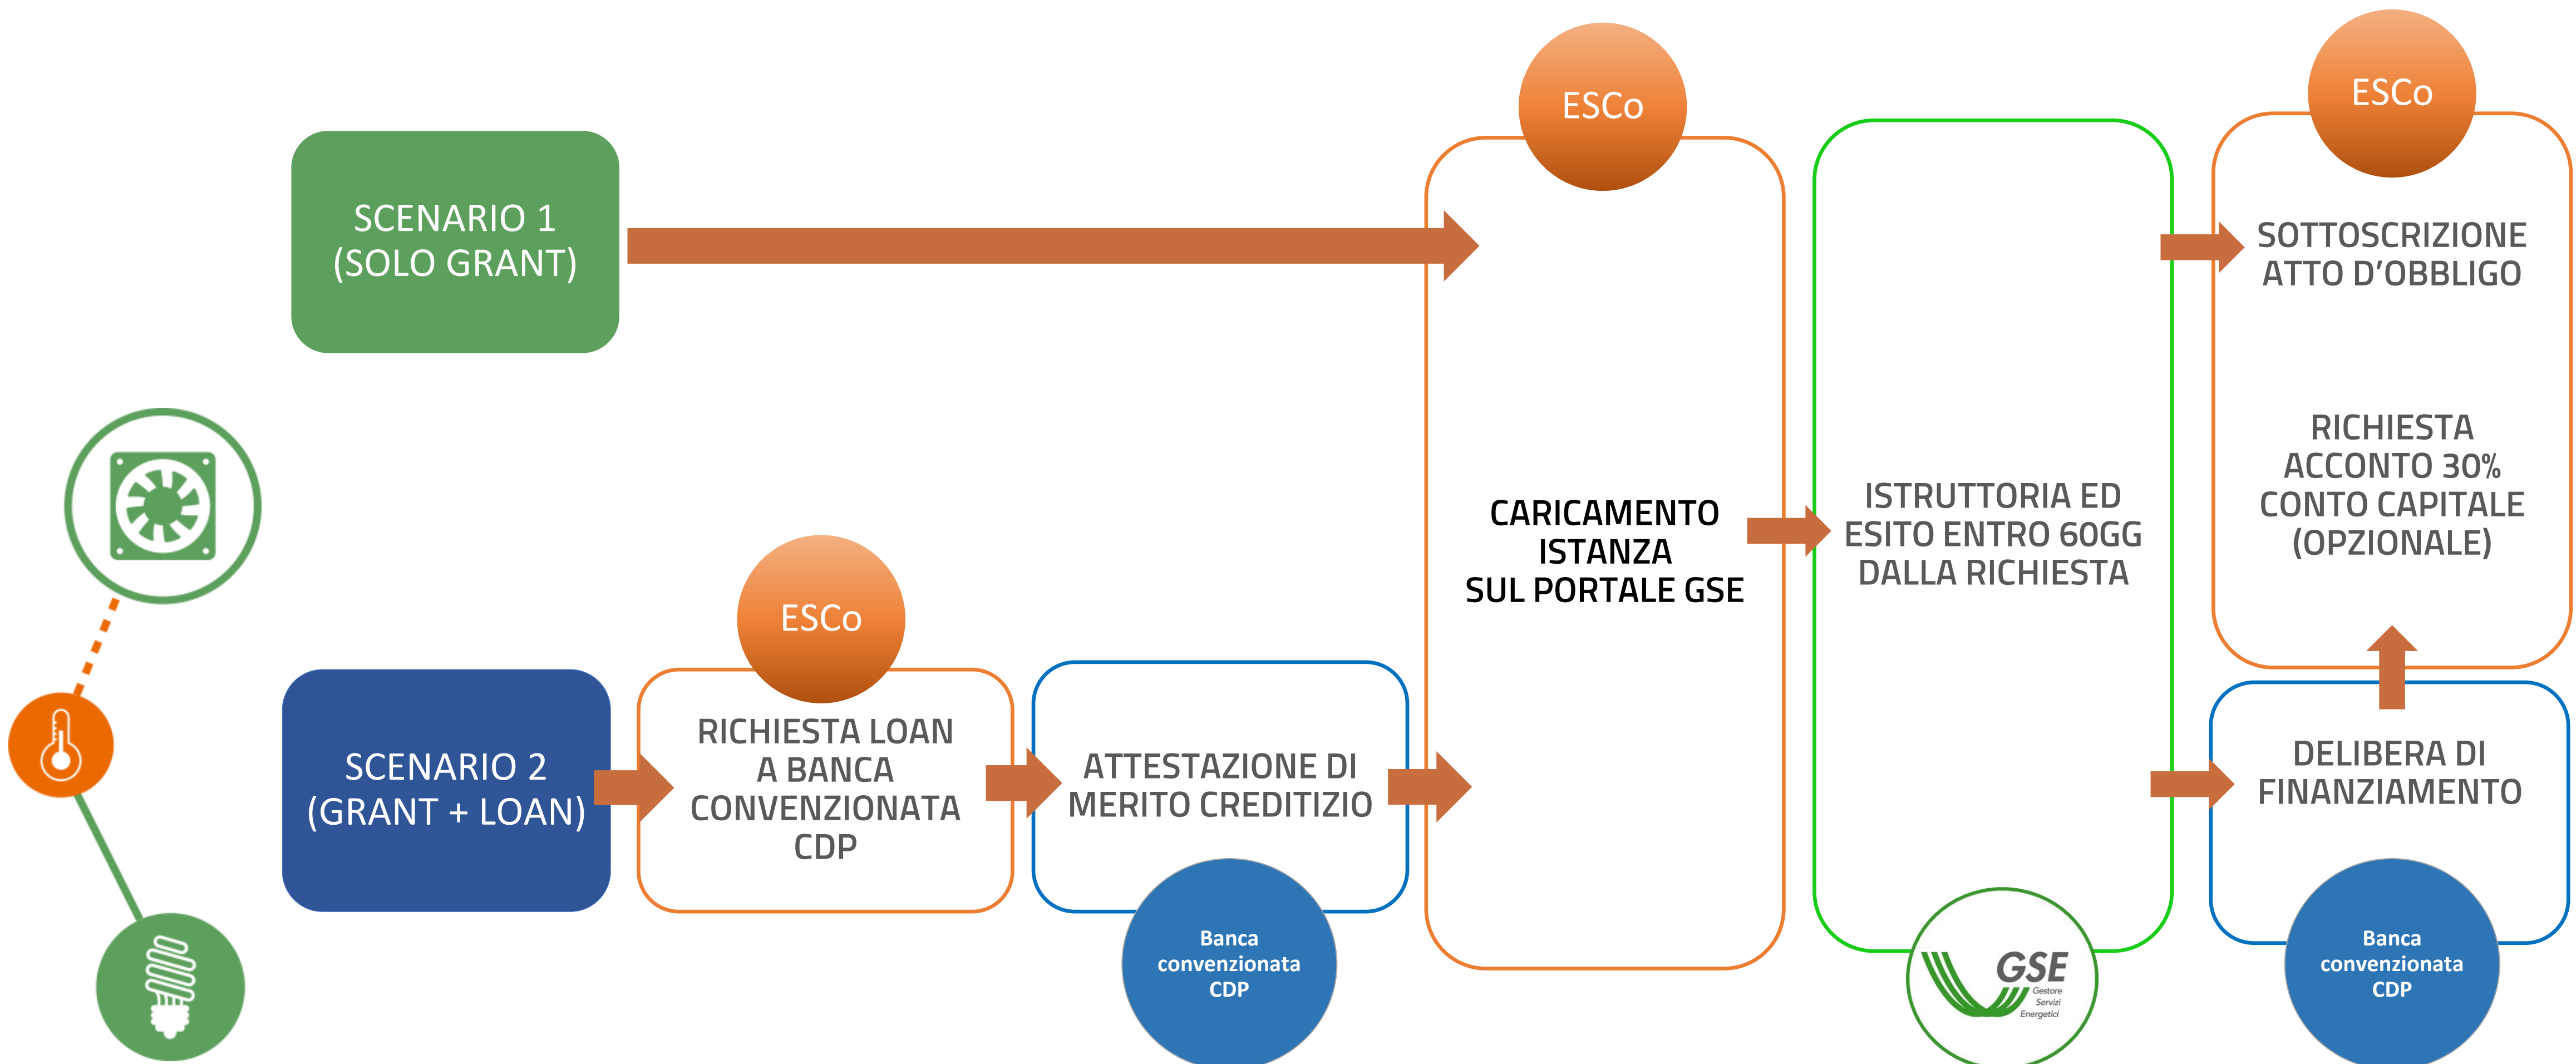 SCENARIO 1
(SOLO GRANT)
SCENARIO 2
(GRANT + LOAN)
ESCo
RICHIESTA LOAN
A BANCA
CONVENZIONATA
CDP
ATTESTAZIONE DI
MERITO CREDITIZIO
Banca
convenzionata
CDP
ESCo
CARICAMENTO
ISTANZA
SUL PORTALE GSE
ISTRUTTORIA ED
ESITO ENTRO 60GG
DALLA RICHIESTA
GSE
Gestore
Servizi
Energetici
ESCo
SOTTOSCRIZIONE
ATTO D’OBBLIGO
RICHIESTA
ACCONTO 30%
CONTO CAPITALE
(OPZIONALE)
DELIBERA DI
FINANZIAMENTO
Banca
convenzionata
CDP